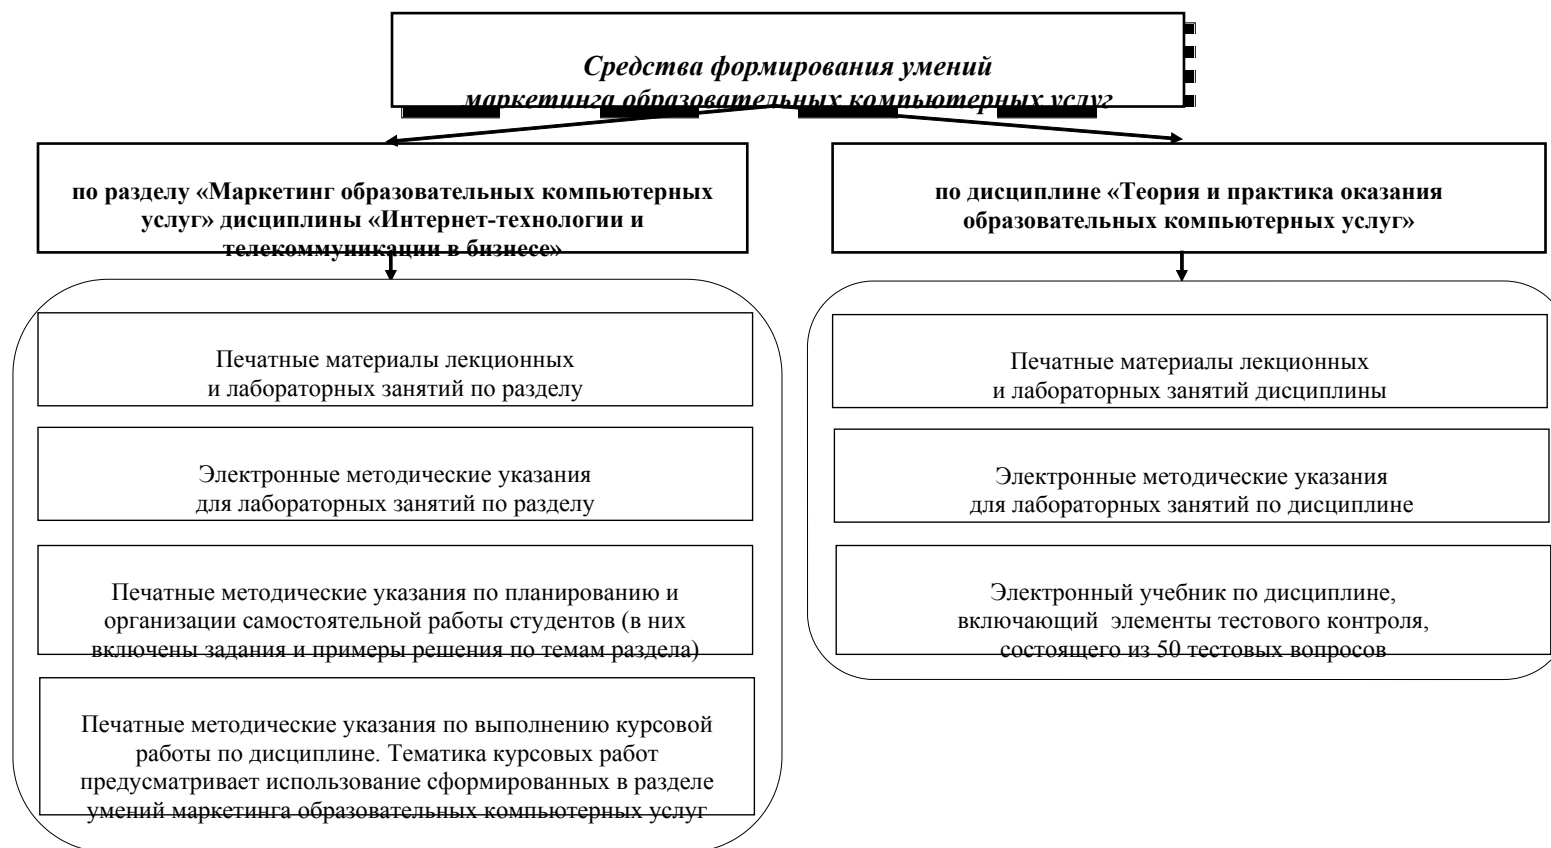 Средства формирования умений
маркетинга образовательных компьютерных услуг
по разделу «Маркетинг образовательных компьютерных
услуг» дисциплины «Интернет-технологии и
телекоммуникации в бизнесе»
Печатные материалы лекционных
и лабораторных занятий по разделу
Электронные методические указания
для лабораторных занятий по разделу
Печатные методические указания по планированию и
организации самостоятельной работы студентов (в них
включены задания и примеры решения по темам раздела)
Печатные методические указания по выполнению курсовой
работы по дисциплине. Тематика курсовых работ
предусматривает использование сформированных в разделе
умений маркетинга образовательных компьютерных услуг
по дисциплине «Теория и практика оказания
образовательных компьютерных услуг»
Печатные материалы лекционных
и лабораторных занятий дисциплины
Электронные методические указания
для лабораторных занятий по дисциплине
Электронный учебник по дисциплине,
включающий элементы тестового контроля,
состоящего из 50 тестовых вопросов